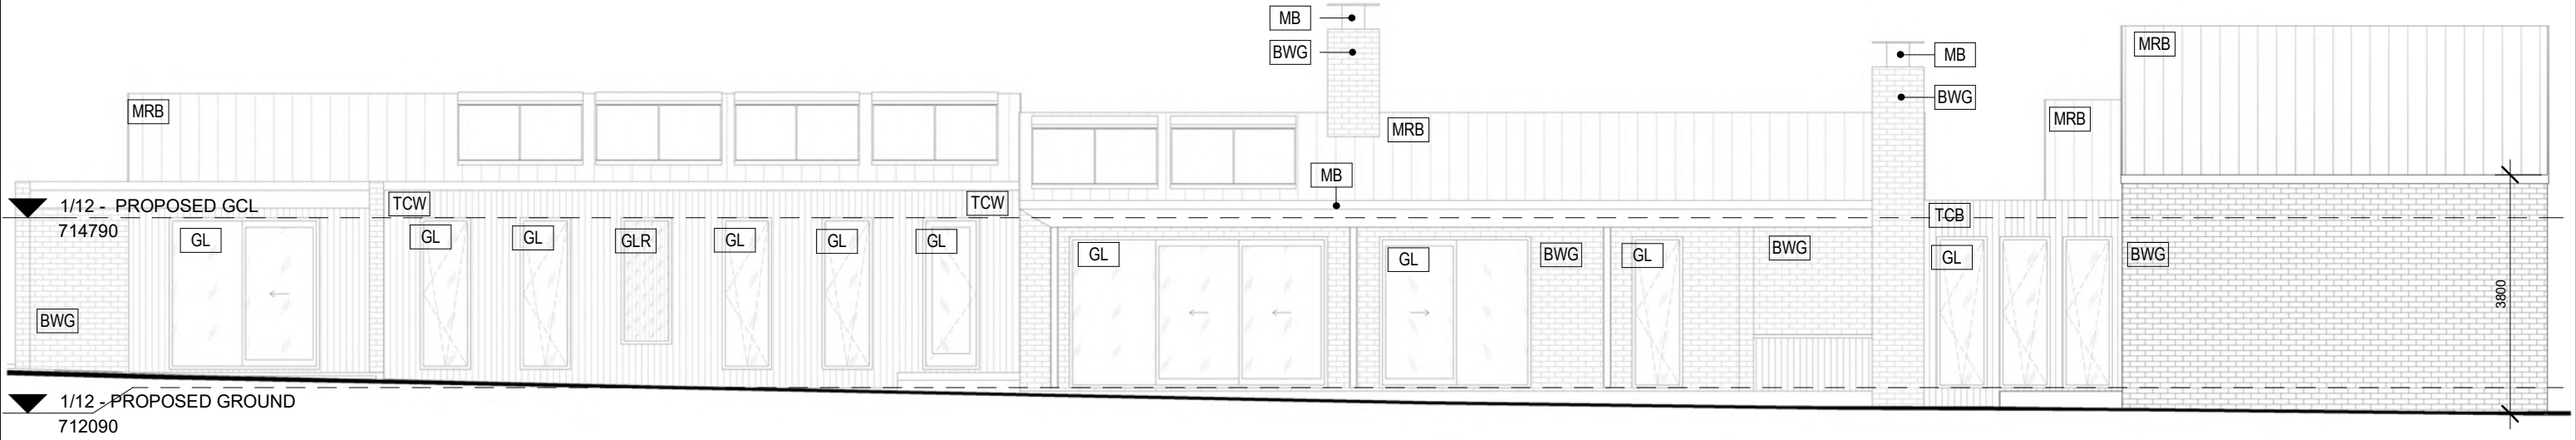 MB
BWG
MB
BWG
MRB
MRB
MRB
MRB
MB
TCW
TCW
1/12 - PROPOSED GCL
714790
TCB
GL
GL
GL
GLR
GL
GL
GL
GL
GL
BWG
GL
BWG
GL
BWG
BWG
3800
1/12 - PROPOSED GROUND
712090